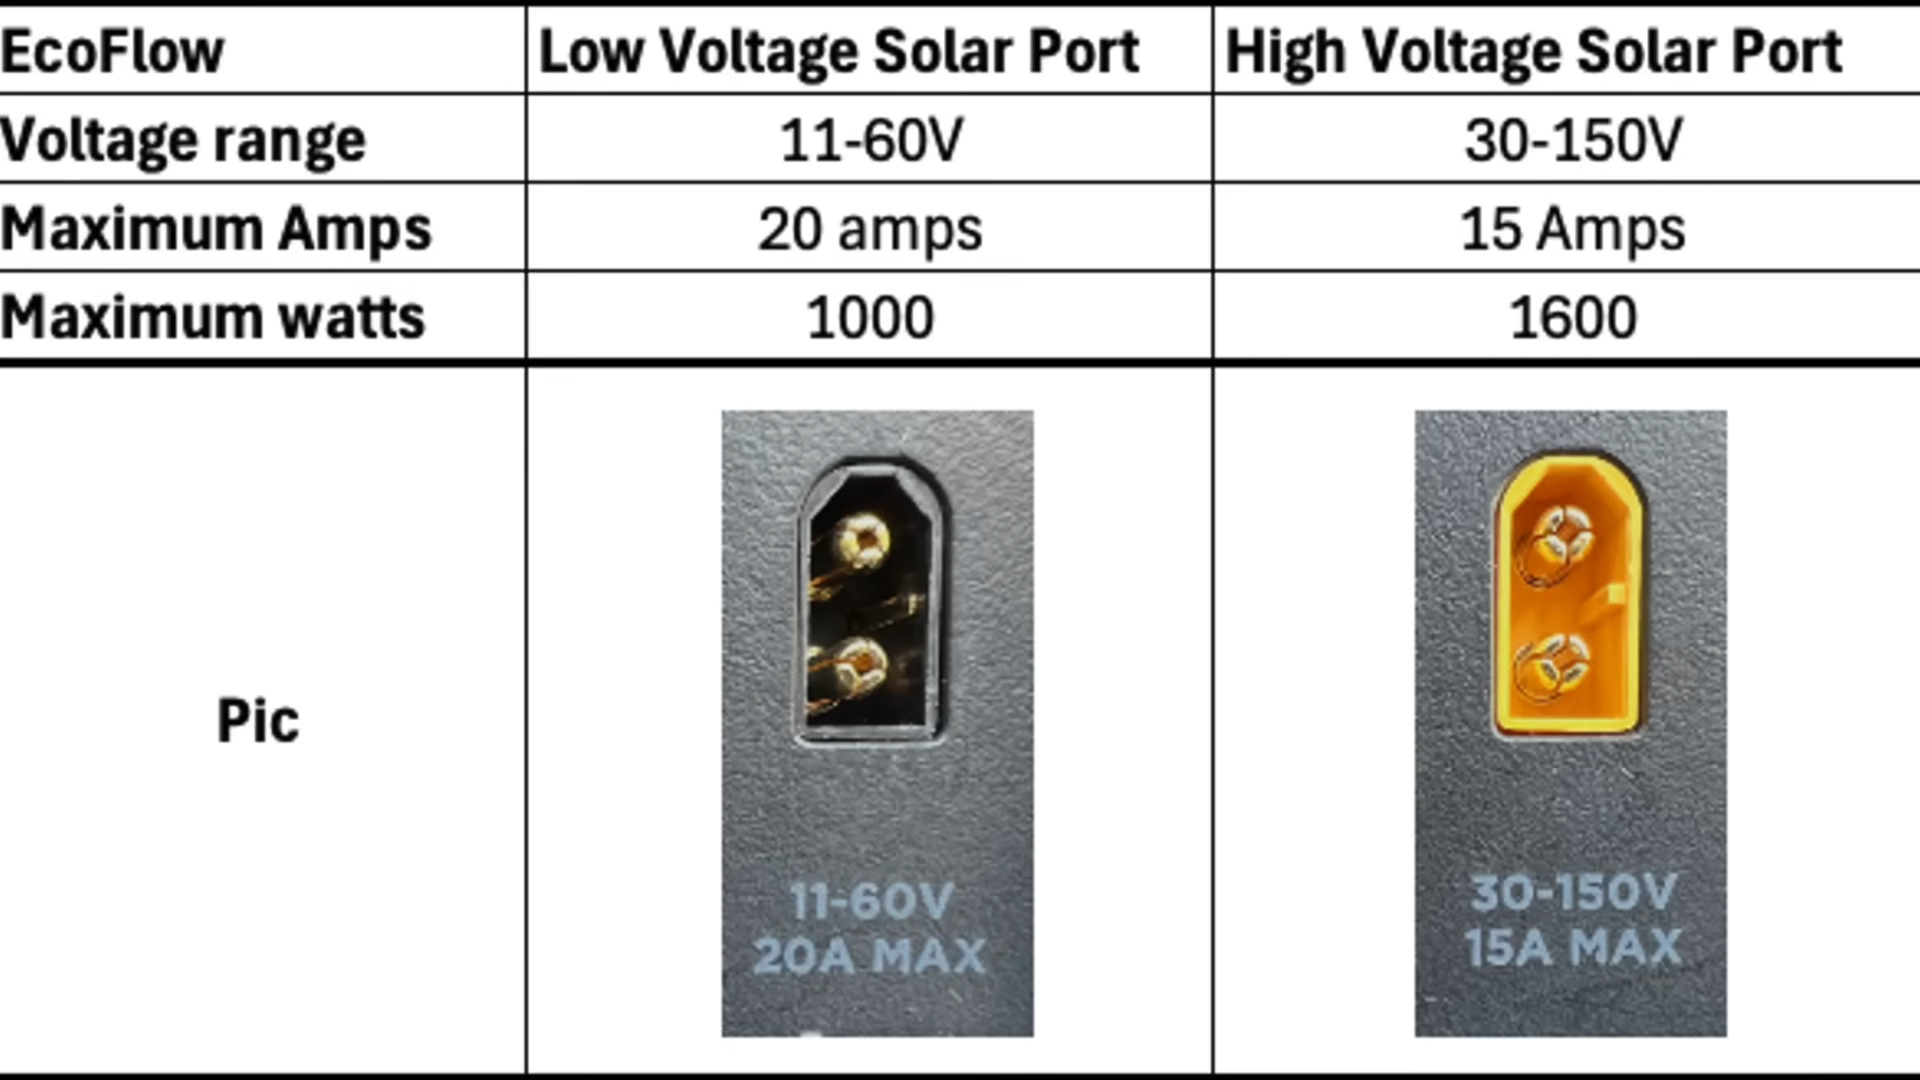 EcoFlow Low Voltage Solar Port High Voltage Solar Port
Voltage range 11-60V 30-150V
Maximum Amps 20 amps 15 Amps
Maximum watts 1000 1600
Pic
11-60V
20A MAX
30-150V
15A MAX